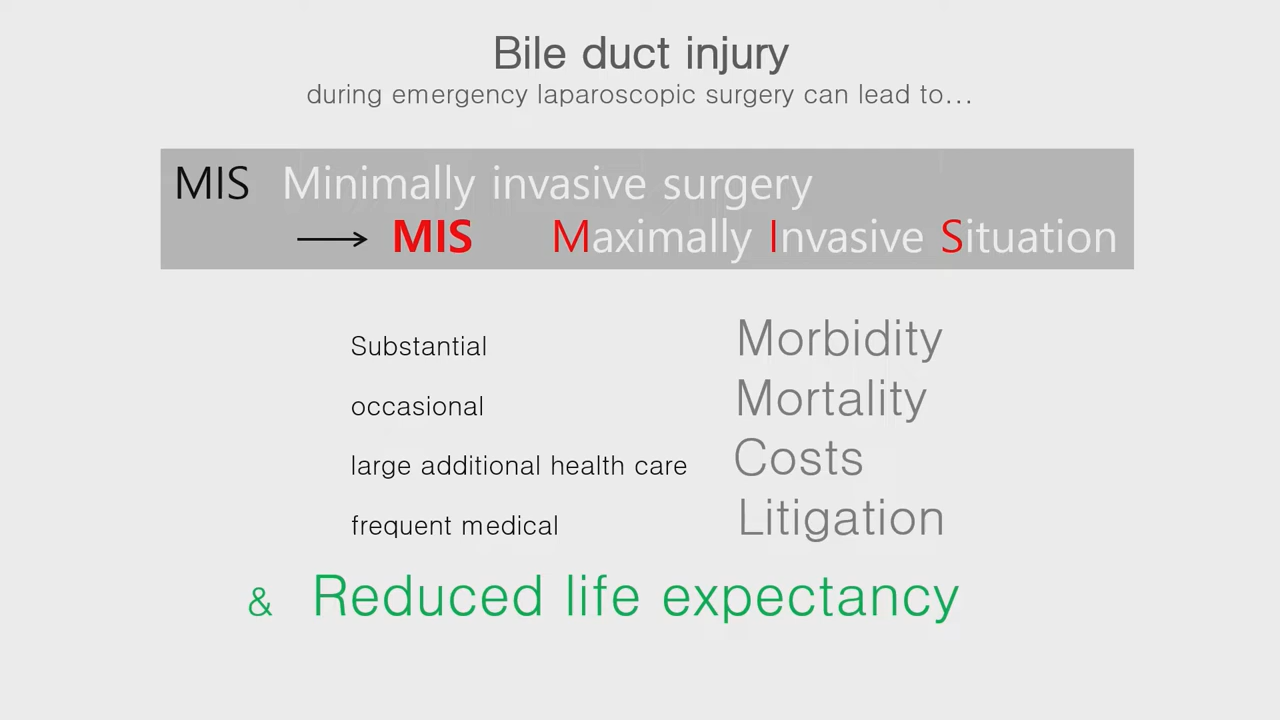 Bile duct injury
during emergency laparoscopic surgery can lead to...
MIS Minimally invasive surgery
→ MIS Maximally Invasive Situation
Substantial Morbidity
occasional Mortality
large additional health care Costs
frequent medical Litigation
& Reduced life expectancy